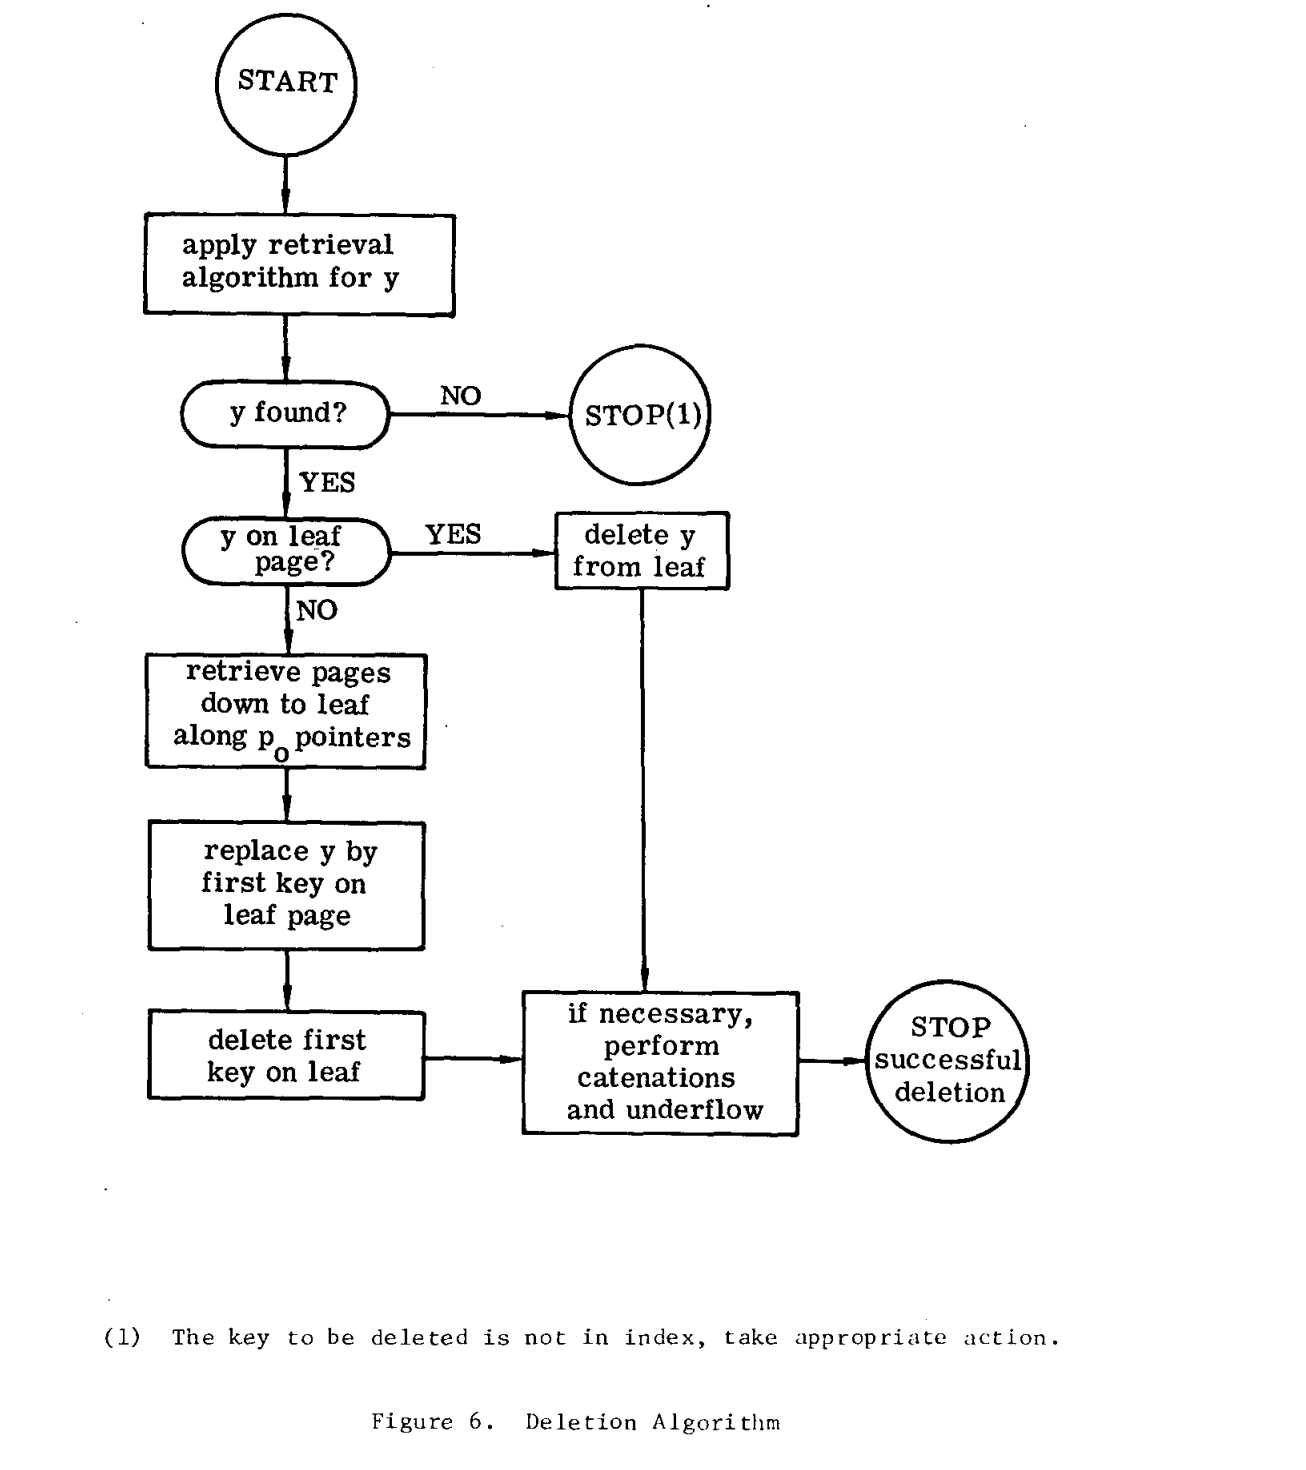 START
apply retrieval
algorithm for y
y found?
NO
STOP(1)
YES
y on leaf
page?
YES
delete y
from leaf
NO
retrieve pages
down to leaf
along p0 pointers
replace y by
first key on
leaf page
delete first
key on leaf
if necessary,
perform
catenations
and underflow
STOP
successful
deletion
(1) The key to be deleted is not in index, take appropriate action.
Figure 6. Deletion Algorithm